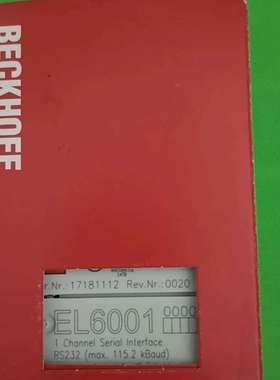 BECKHOFF
r.Nr.: 17181112 Rev.Nr.:0020
EL6001
1 Channel Serial Interface
RS232 (max. 115.2 kBaud)